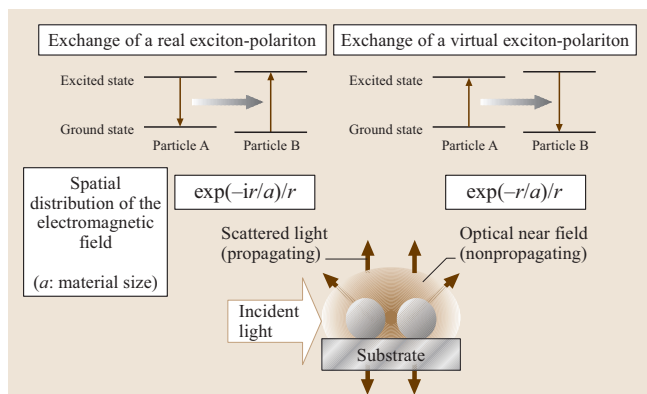 Exchange of a real exciton-polariton
Exchange of a virtual exciton-polariton
Excited state
Ground state
Particle A
Particle B
Excited state
Ground state
Particle A
Particle B
Spatial
distribution of the
electromagnetic
field
(a: material size)
exp(–ir/a)/r
exp(–r/a)/r
Scattered light
(propagating)
Optical near field
(nonpropagating)
Incident
light
Substrate